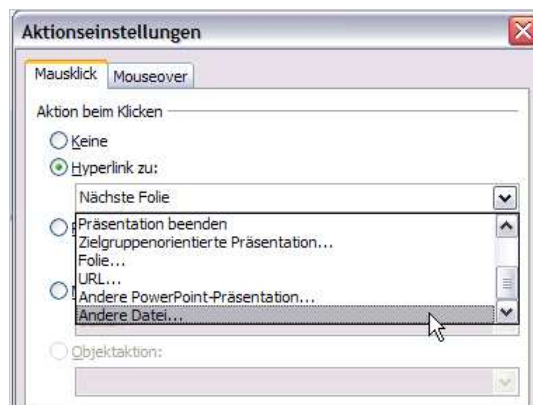 Aktionseinstellungen
Mausklick Mouseover
Aktion beim Klicken
Keine
Hyperlink zu:
Nächste Folie
Präsentation beenden
Zielgruppenorientierte Präsentation...
Folie...
URL...
Andere PowerPoint-Präsentation...
Andere Datei...
Objektaktion: